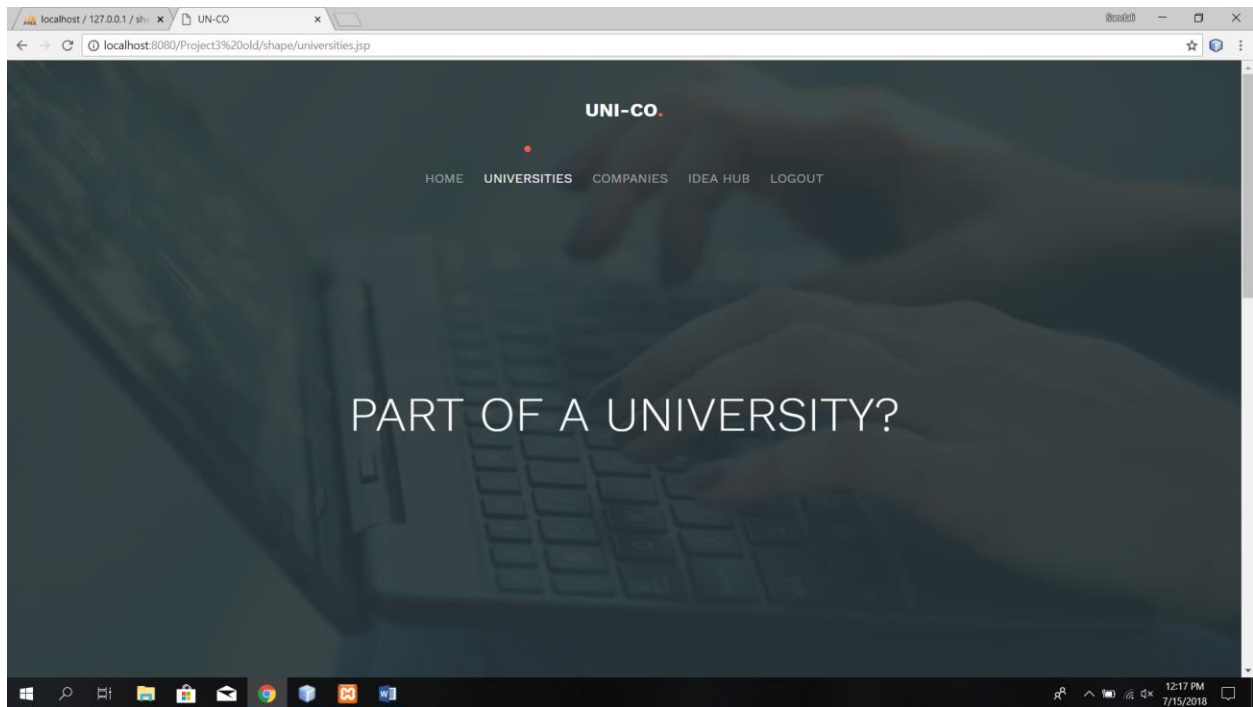 localhost / 127.0.0.1 / sh
UN-CO
localhost:8080/Project3%20old/shape/universities.jsp
UNI-CO.
HOME UNIVERSITIES COMPANIES IDEA HUB LOGOUT
PART OF A UNIVERSITY?
12:17 PM
7/15/2018